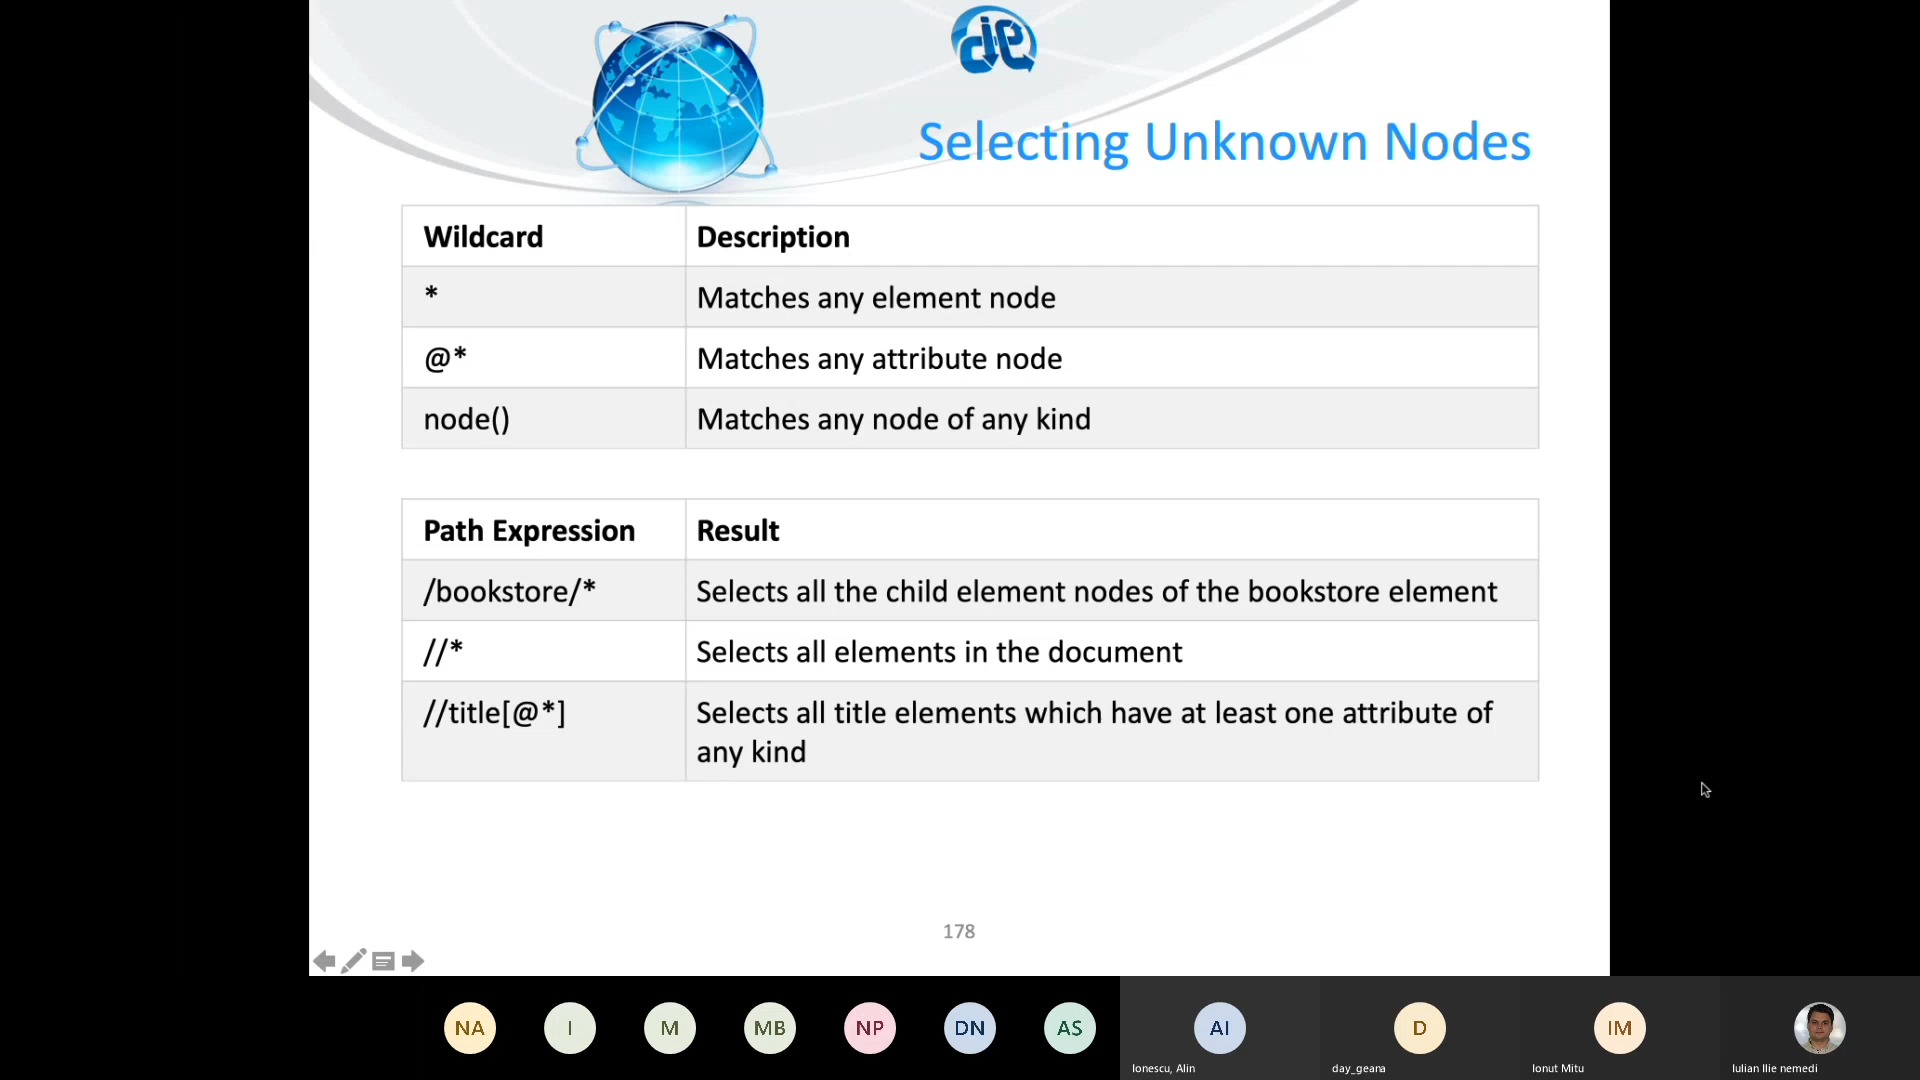 Selecting Unknown Nodes
Wildcard Description
* Matches any element node
@* Matches any attribute node
node() Matches any node of any kind
Path Expression Result
/bookstore/* Selects all the child element nodes of the bookstore element
//* Selects all elements in the document
//title[@*] Selects all title elements which have at least one attribute of
any kind
178
NA I M MB NP DN AS AI D IM
Ionescu, Alin day_geana Ionut Mitu Iulian Ilie nemedi